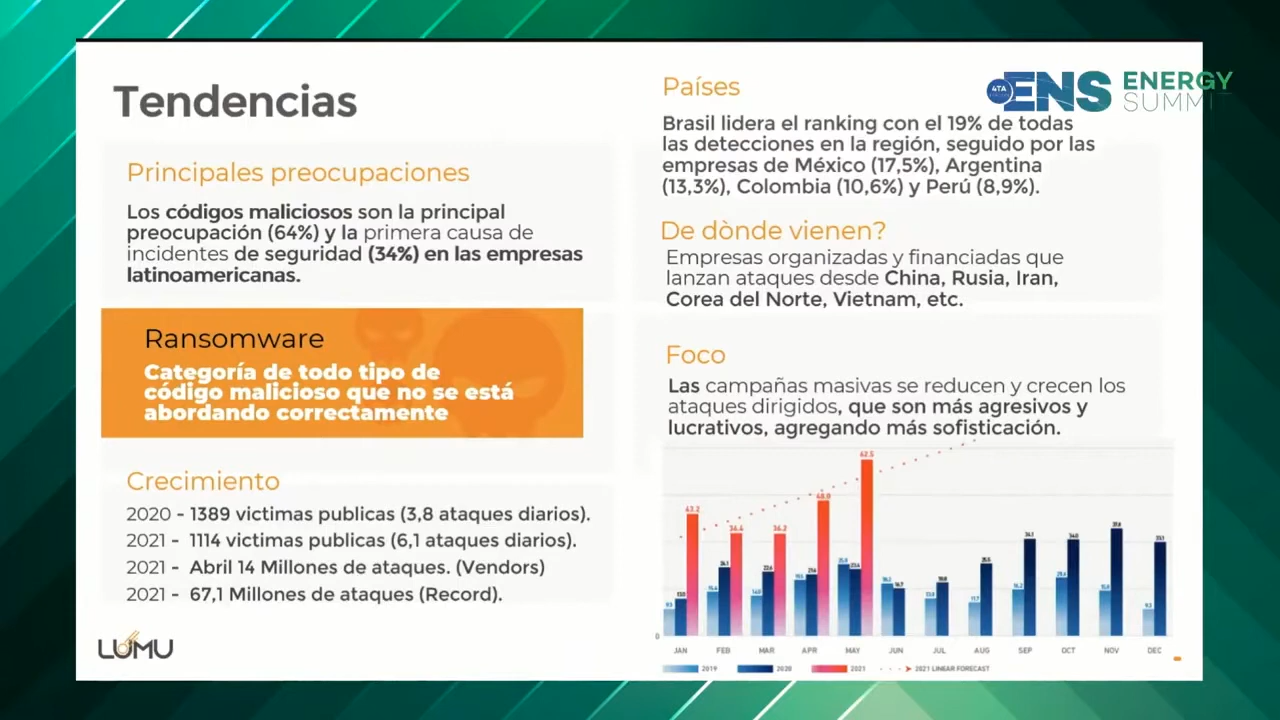 Tendencias
Principales preocupaciones
Los códigos maliciosos son la principal
preocupación (64%) y la primera causa de
incidentes de seguridad (34%) en las empresas
latinoamericanas.
Ransomware
Categoría de todo tipo de
código malicioso que no se está
abordando correctamente
Crecimiento
2020 - 1389 victimas publicas (3,8 ataques diarios).
2021 - 1114 victimas publicas (6,1 ataques diarios).
2021 - Abril 14 Millones de ataques. (Vendors)
2021 - 67,1 Millones de ataques (Record).
LUMU
4TA
ENS ENERGY
SUMMIT
Países
Brasil lidera el ranking con el 19% de todas
las detecciones en la región, seguido por las
empresas de México (17,5%), Argentina
(13,3%), Colombia (10,6%) y Perú (8,9%).
De dònde vienen?
Empresas organizadas y financiadas que
lanzan ataques desde China, Rusia, Iran,
Corea del Norte, Vietnam, etc.
Foco
Las campañas masivas se reducen y crecen los
ataques dirigidos, que son más agresivos y
lucrativos, agregando más sofisticación.
62.5
48.0
43.2
36.4
36.2
0
JAN FEB MAR APR MAY JUN JUL AUG SEP OCT NOV DEC
2019 2020 2021 2021 LINEAR FORECAST